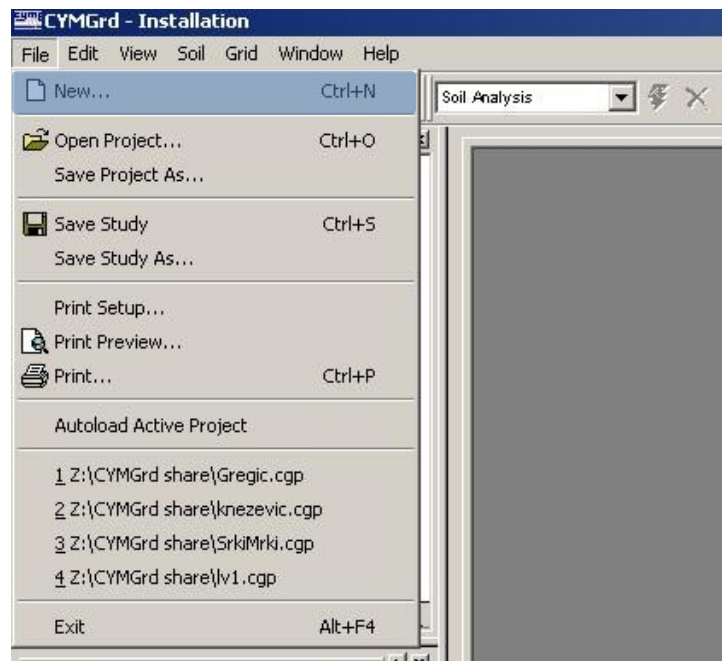 CYMGrd - Installation
File Edit View Soil Grid Window Help
New... Ctrl+N
Soil Analysis
Open Project... Ctrl+O
Save Project As...
Save Study Ctrl+S
Save Study As...
Print Setup...
Print Preview...
Print... Ctrl+P
Autoload Active Project
1 Z:\CYMGrd share\Gregic.cgp
2 Z:\CYMGrd share\knezevic.cgp
3 Z:\CYMGrd share\SrkiMrki.cgp
4 Z:\CYMGrd share\lv1.cgp
Exit Alt+F4